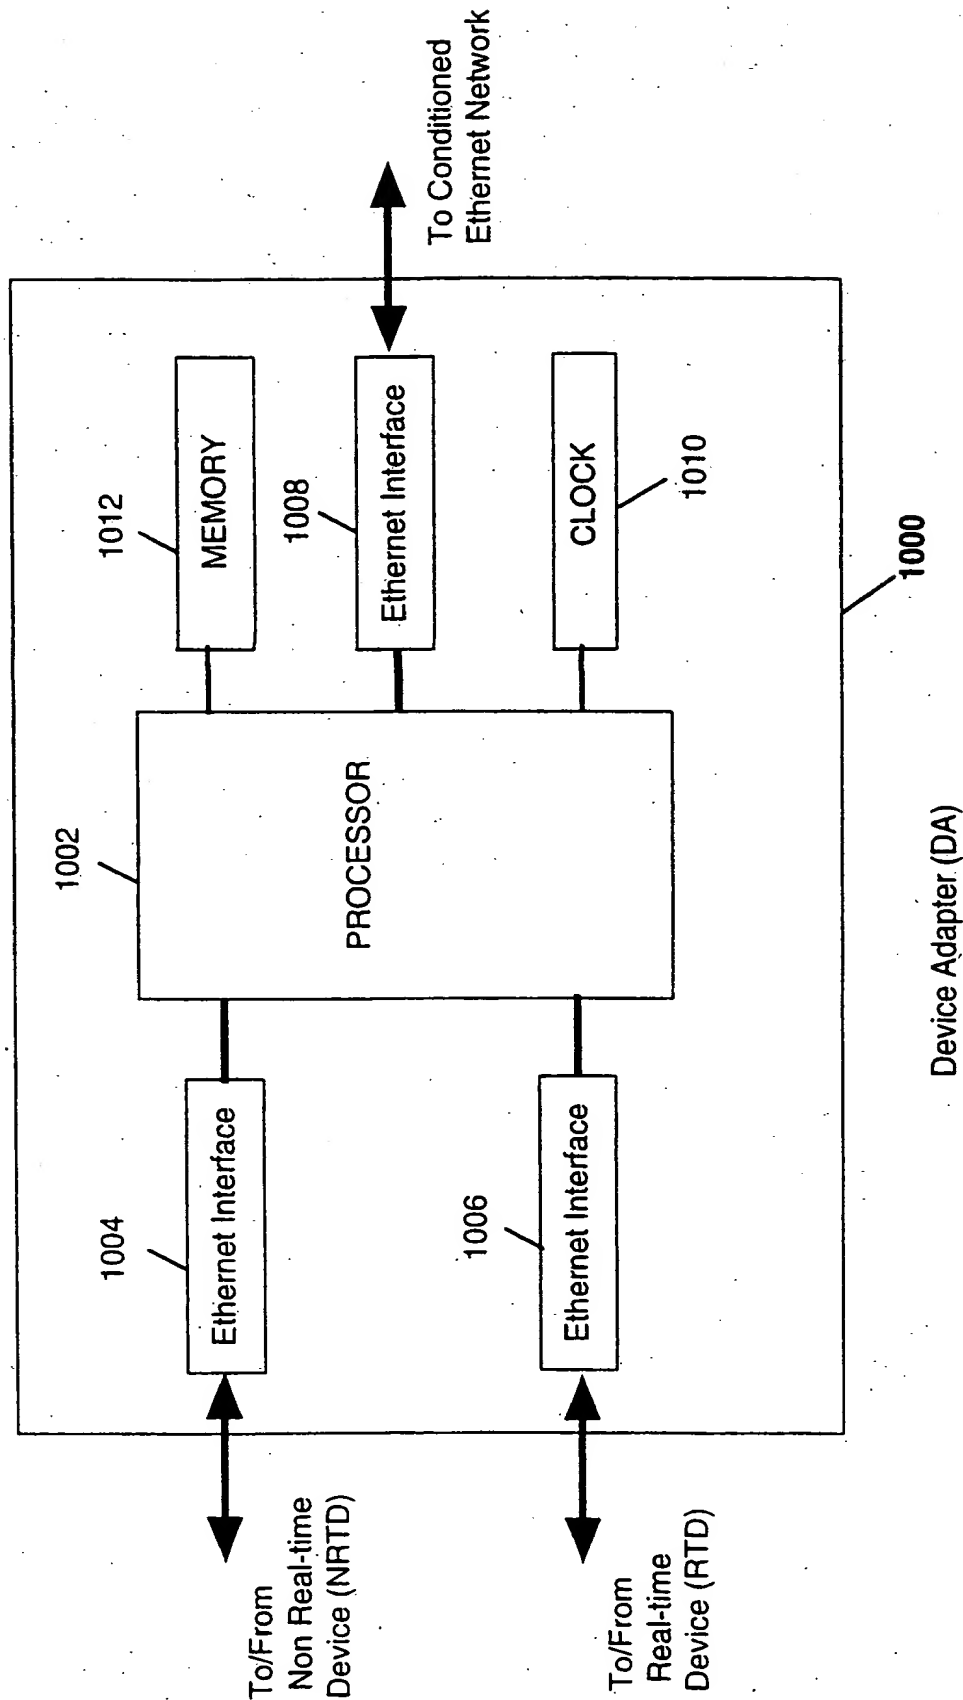 1002
1012
MEMORY
1004
Ethernet Interface
PROCESSOR
1008
Ethernet Interface
To/From
Non Real-time
Device (NRTD)
To Conditioned
Ethernet Network
1006
Ethernet Interface
CLOCK
1010
To/From
Real-time
Device (RTD)
1000
Device Adapter (DA)